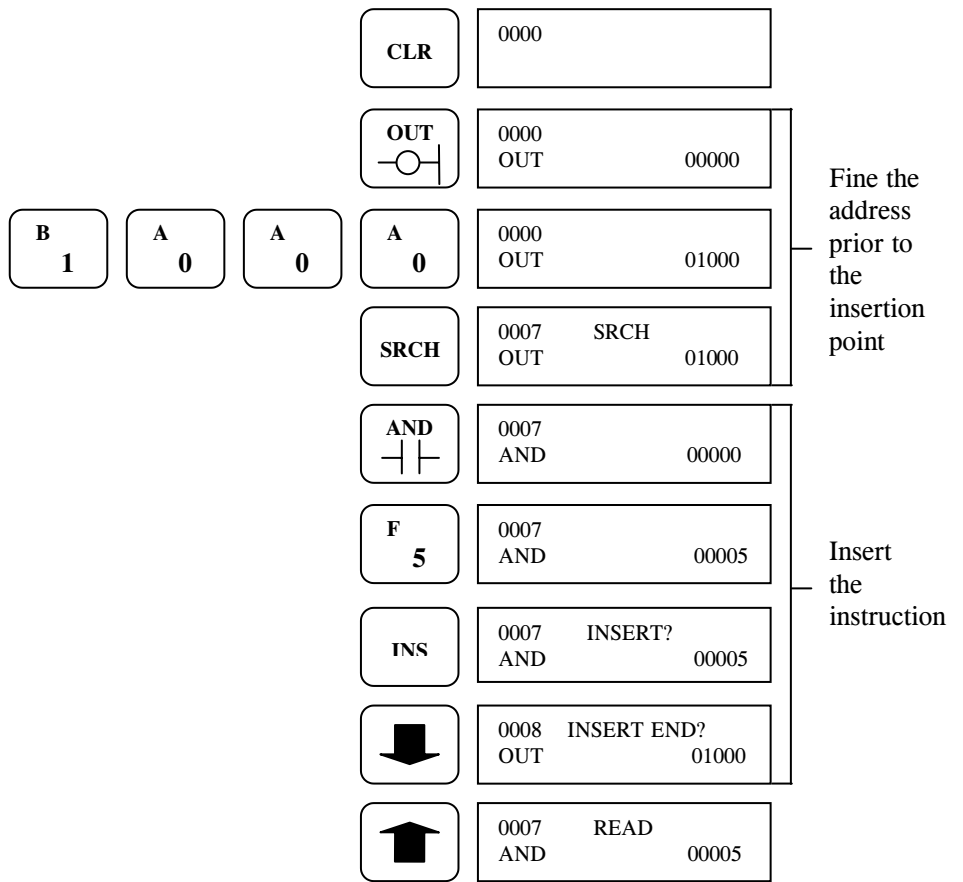 CLR
0000
OUT
0000
OUT 00000
B
1
A
0
A
0
A
0
0000
OUT 01000
SRCH
0007 SRCH
OUT 01000
Fine the
address
prior to
the
insertion
point
AND
0007
AND 00000
F
5
0007
AND 00005
INS
0007 INSERT?
AND 00005
0008 INSERT END?
OUT 01000
Insert
the
instruction
0007 READ
AND 00005